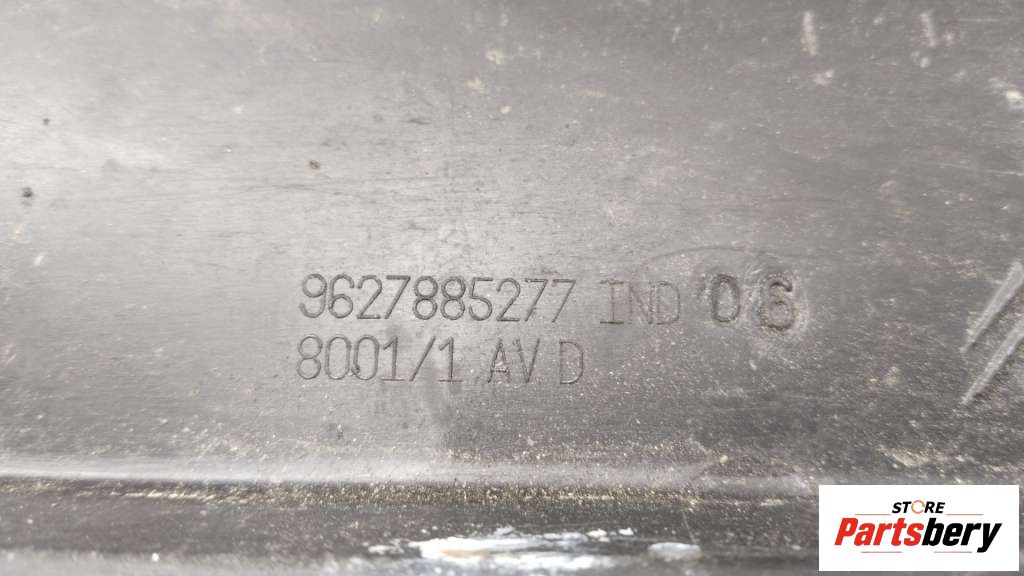 9627885277 IND 06
8001/1 AV D
STORE
Partsbery